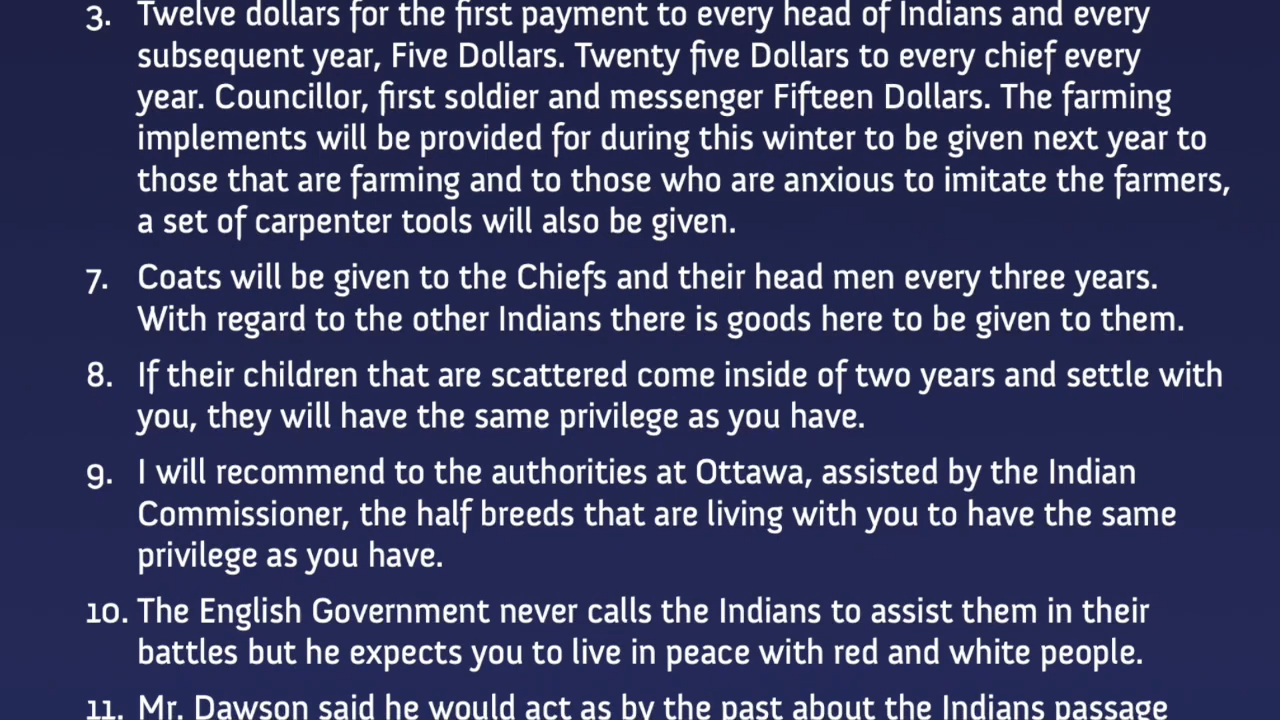 3. Twelve dollars for the first payment to every head of Indians and every
subsequent year, Five Dollars. Twenty five Dollars to every chief every
year. Councillor, first soldier and messenger Fifteen Dollars. The farming
implements will be provided for during this winter to be given next year to
those that are farming and to those who are anxious to imitate the farmers,
a set of carpenter tools will also be given.
7. Coats will be given to the Chiefs and their head men every three years.
With regard to the other Indians there is goods here to be given to them.
8. If their children that are scattered come inside of two years and settle with
you, they will have the same privilege as you have.
9. I will recommend to the authorities at Ottawa, assisted by the Indian
Commissioner, the half breeds that are living with you to have the same
privilege as you have.
10. The English Government never calls the Indians to assist them in their
battles but he expects you to live in peace with red and white people.
11. Mr. Dawson said he would act as by the past about the Indians passage